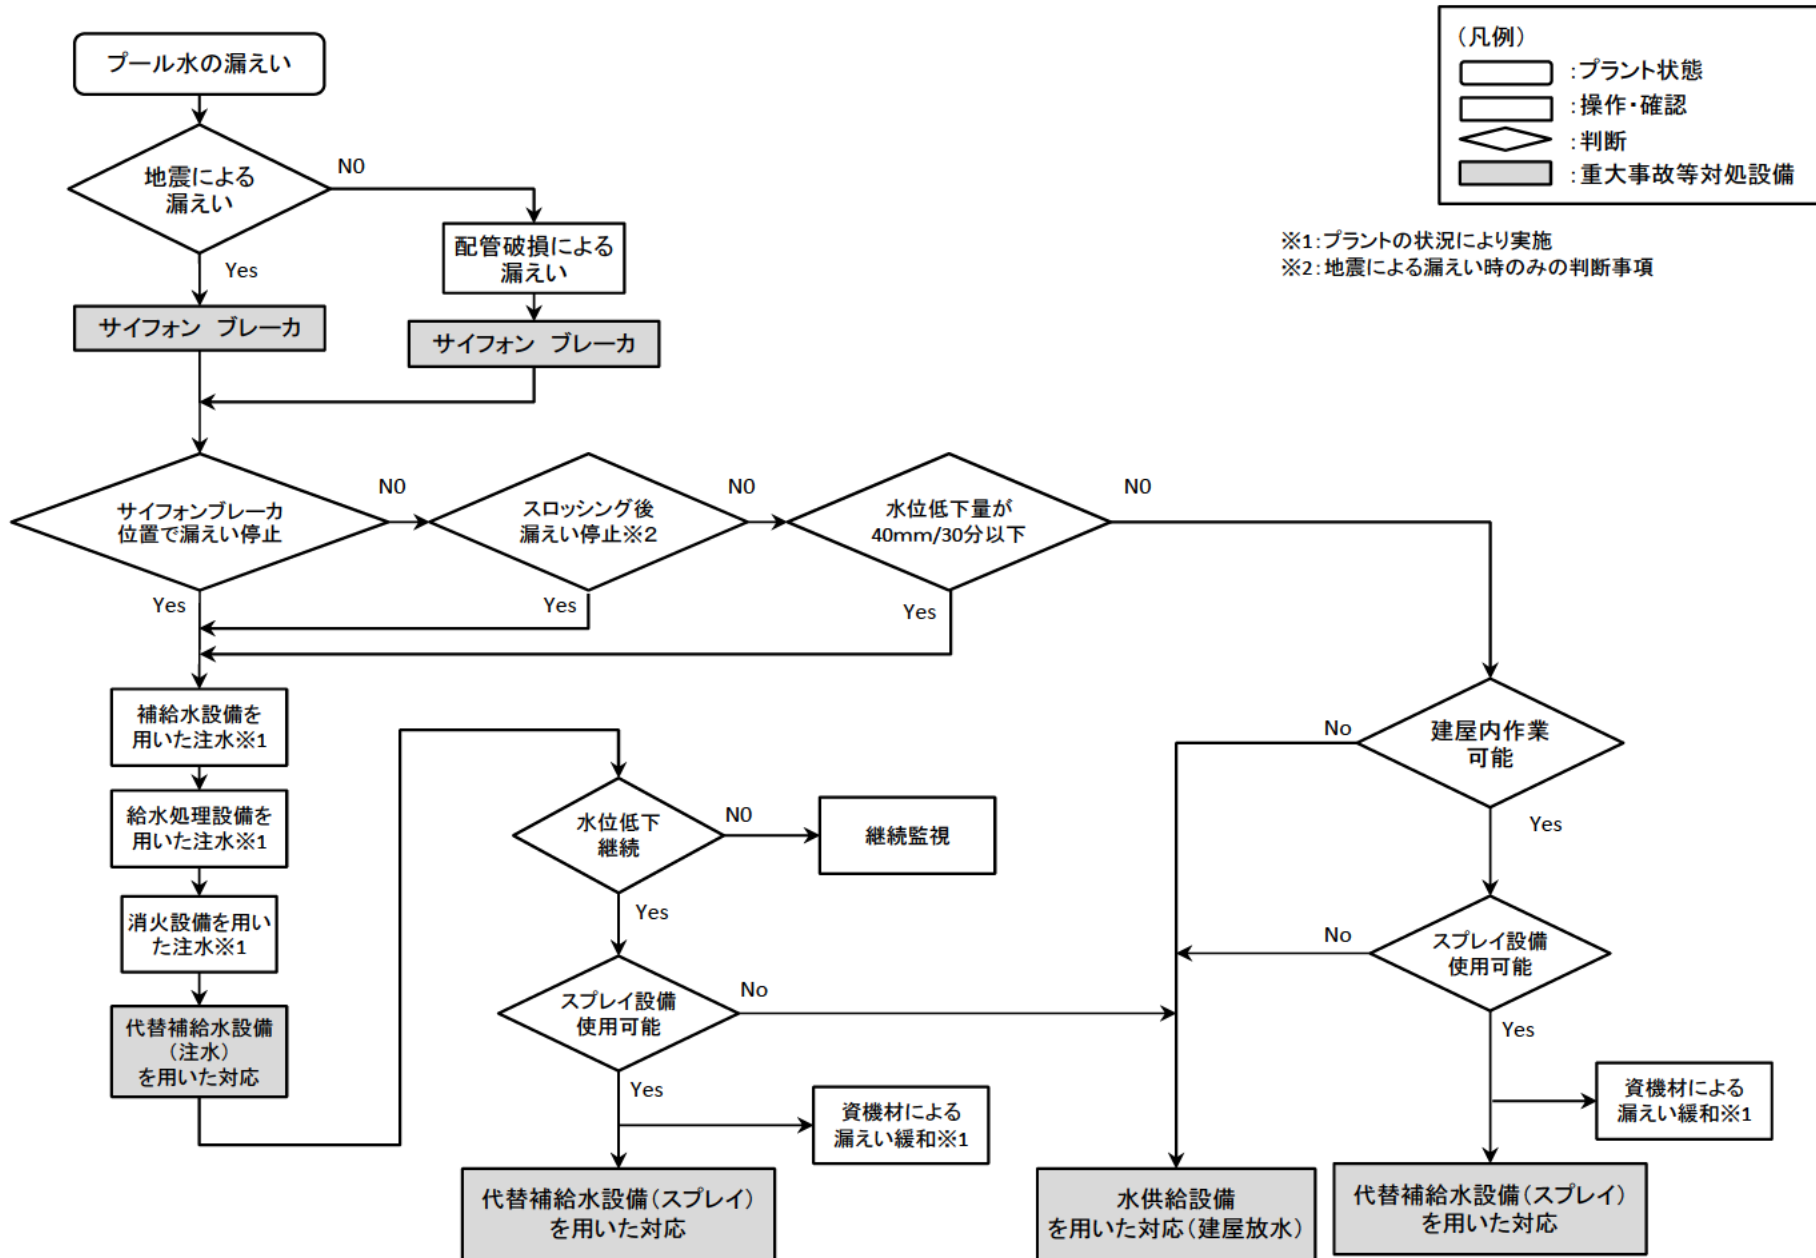 プール水の漏えい
(凡例)
:プラント状態
:操作・確認
:判断
:重大事故等対処設備
※1:プラントの状況により実施
※2:地震による漏えい時のみの判断事項
地震による
漏えい
N0
Yes
配管破損による
漏えい
サイフォン ブレーカ
サイフォン ブレーカ
サイフォンブレーカ
位置で漏えい停止
N0
Yes
スロッシング後
漏えい停止※2
N0
Yes
水位低下量が
40mm/30分以下
N0
Yes
補給水設備を
用いた注水※1
給水処理設備を
用いた注水※1
消火設備を用い
た注水※1
代替補給水設備
(注水)
を用いた対応
水位低下
継続
N0
Yes
継続監視
スプレイ設備
使用可能
No
Yes
資機材による
漏えい緩和※1
代替補給水設備(スプレイ)
を用いた対応
建屋内作業
可能
No
Yes
スプレイ設備
使用可能
No
Yes
資機材による
漏えい緩和※1
水供給設備
を用いた対応(建屋放水)
代替補給水設備(スプレイ)
を用いた対応